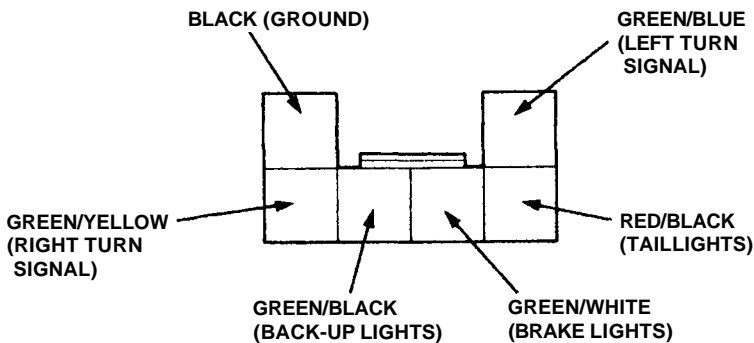 BLACK (GROUND)
GREEN/BLUE
(LEFT TURN
SIGNAL)
GREEN/YELLOW
(RIGHT TURN
SIGNAL)
RED/BLACK
(TAILLIGHTS)
GREEN/BLACK
(BACK-UP LIGHTS)
GREEN/WHITE
(BRAKE LIGHTS)